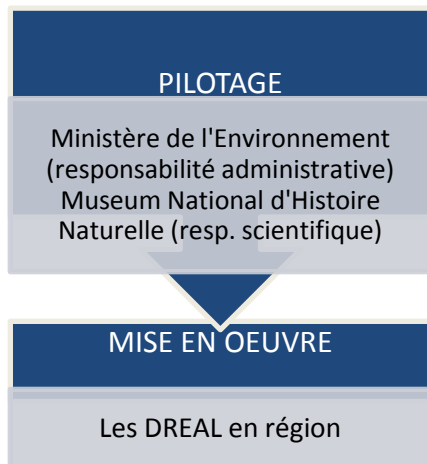 PILOTAGE
Ministère de l'Environnement
(responsabilité administrative)
Museum National d'Histoire
Naturelle (resp. scientifique)
MISE EN OEUVRE
Les DREAL en région